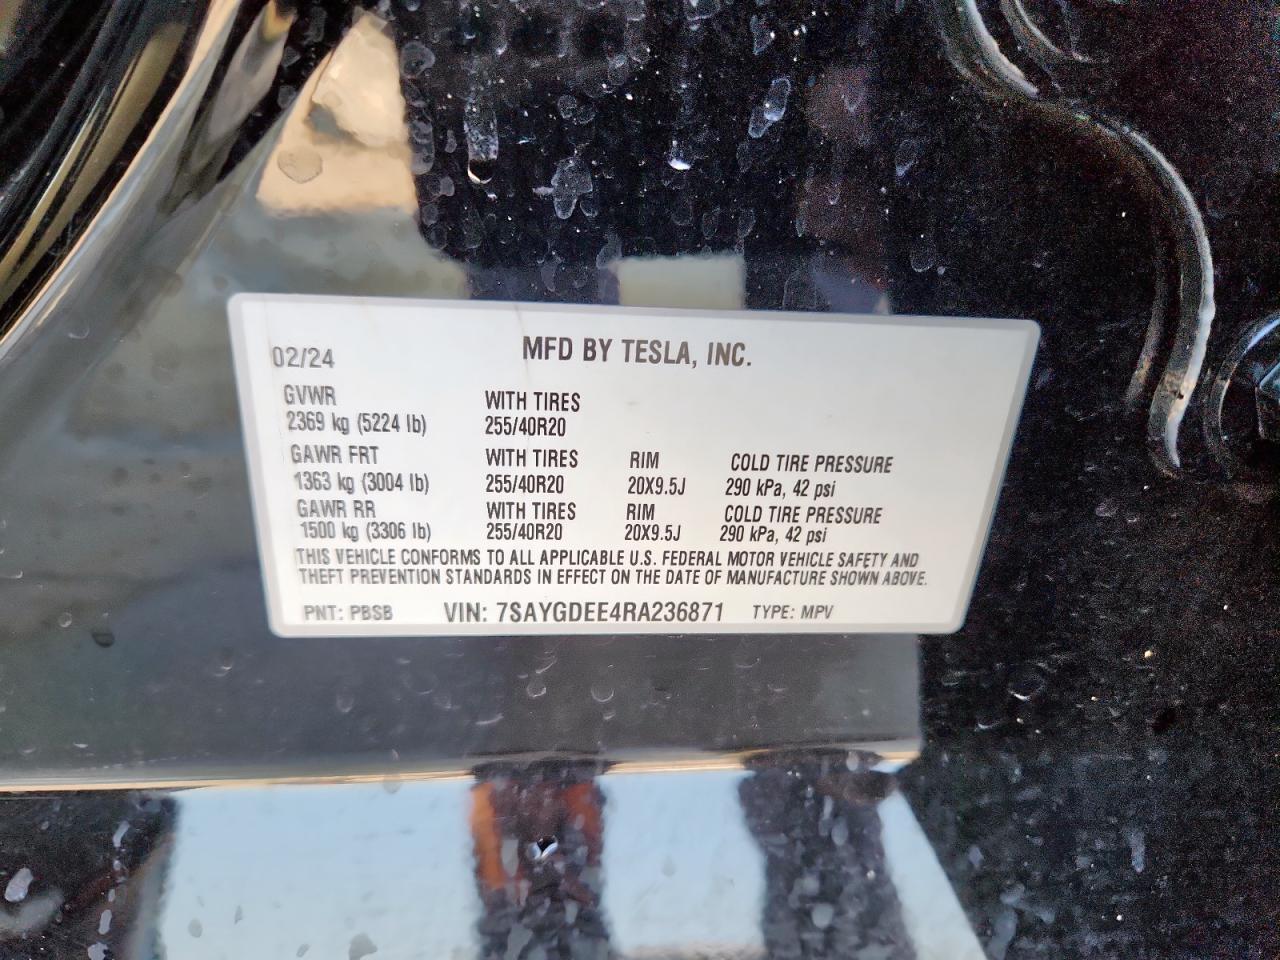 02/24 MFD BY TESLA, INC.
GVWR WITH TIRES
2369 kg (5224 lb) 255/40R20
GAWR FRT WITH TIRES RIM COLD TIRE PRESSURE
1363 kg (3004 lb) 255/40R20 20X9.5J 290 kPa, 42 psi
GAWR RR WITH TIRES RIM COLD TIRE PRESSURE
1500 kg (3306 lb) 255/40R20 20X9.5J 290 kPa, 42 psi
THIS VEHICLE CONFORMS TO ALL APPLICABLE U.S. FEDERAL MOTOR VEHICLE SAFETY AND
THEFT PREVENTION STANDARDS IN EFFECT ON THE DATE OF MANUFACTURE SHOWN ABOVE.
PNT: PBSB VIN: 7SAYGDEE4RA236871 TYPE: MPV